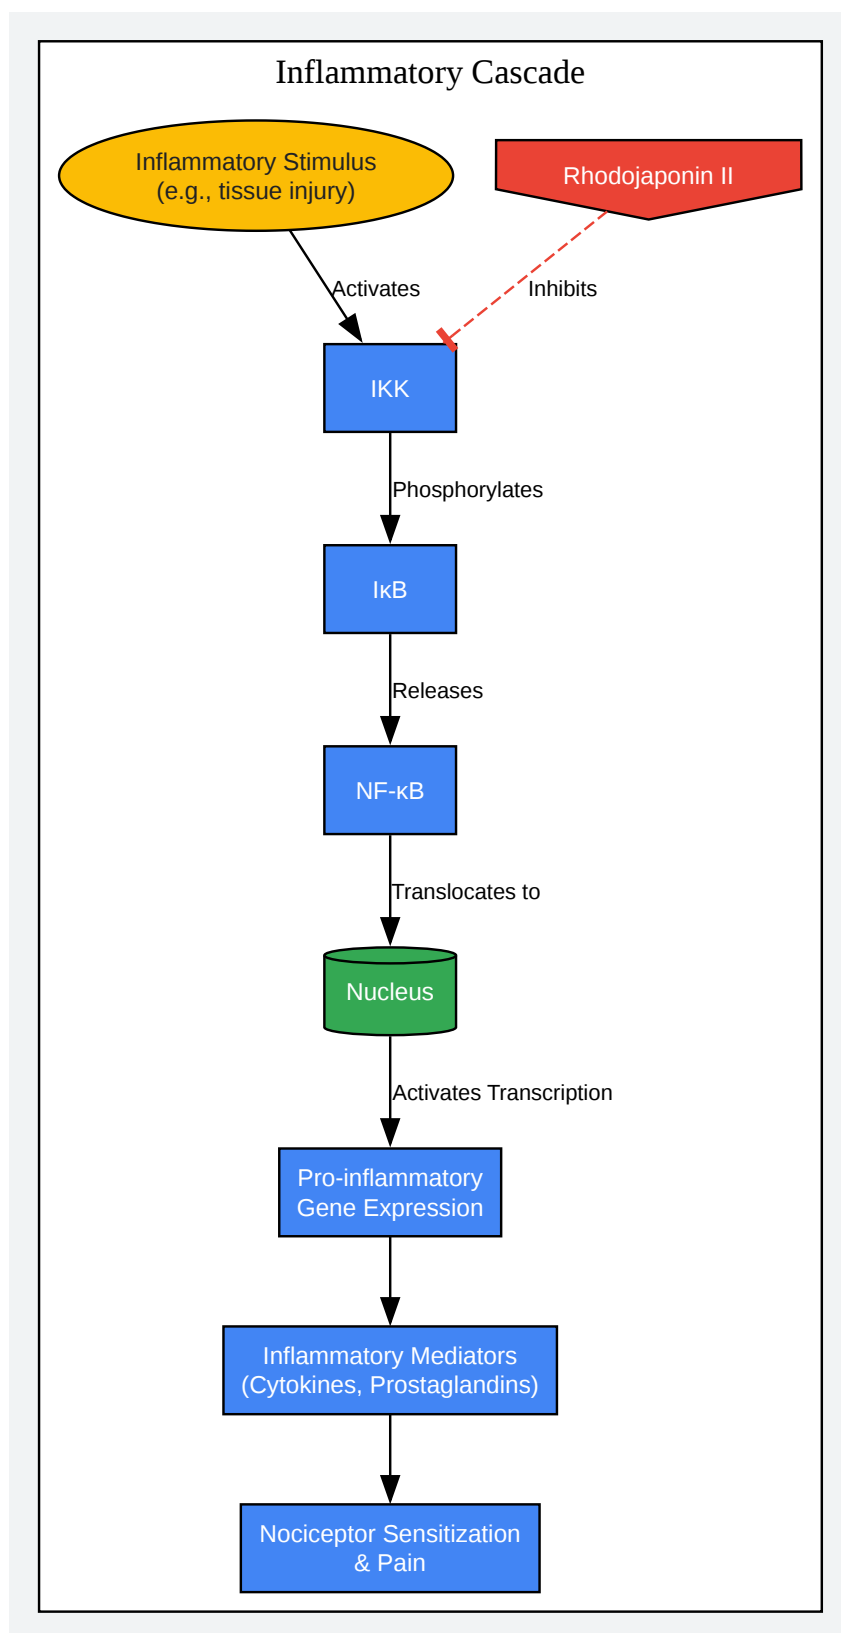 Inflammatory Cascade
Inflammatory Stimulus
(e.g., tissue injury)
Rhodojaponin II
Activates
Inhibits
IKK
Phosphorylates
IκB
Releases
NF-κB
Translocates to
Nucleus
Activates Transcription
Pro-inflammatory
Gene Expression
Inflammatory Mediators
(Cytokines, Prostaglandins)
Nociceptor Sensitization
& Pain